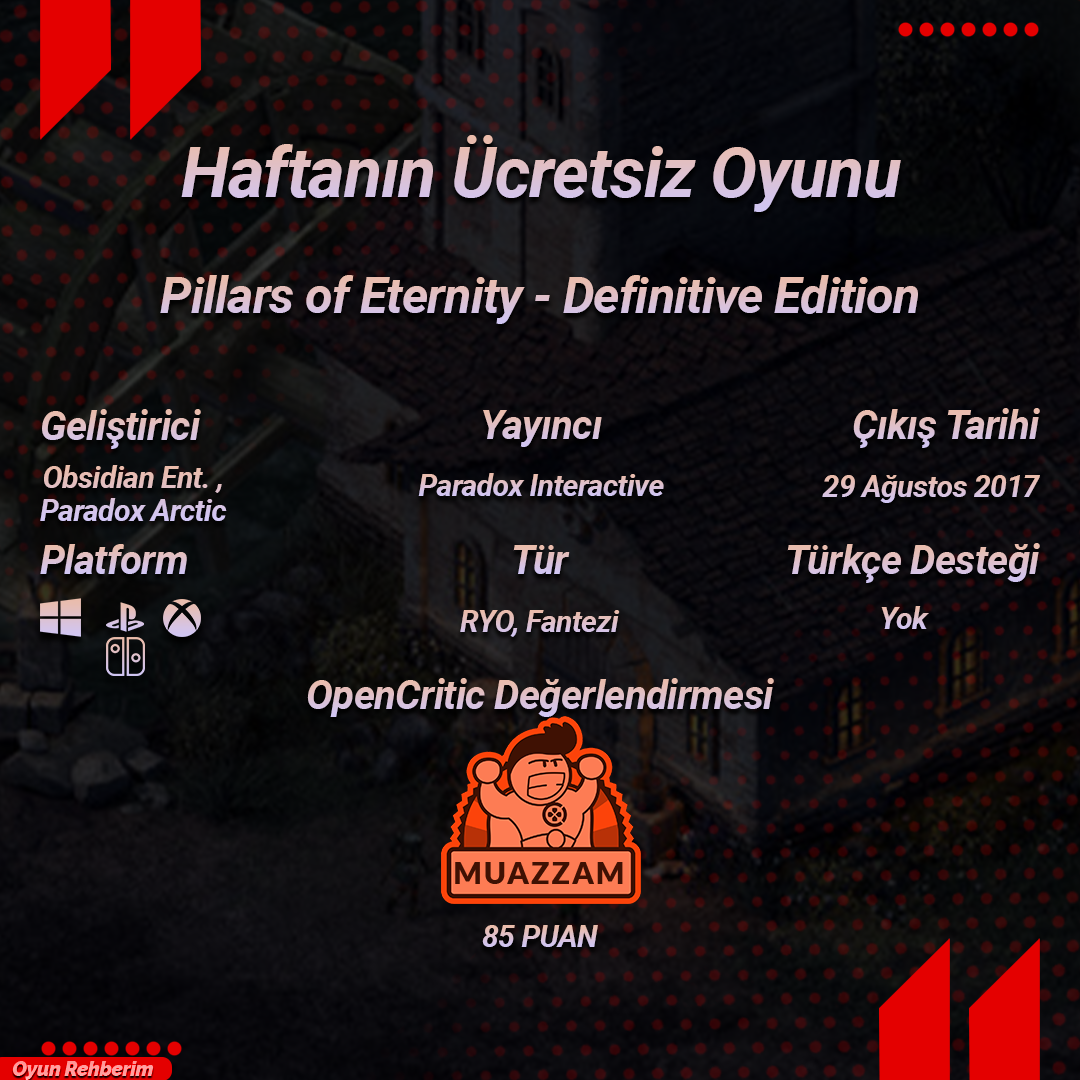 Haftanın Ücretsiz Oyunu
Pillars of Eternity - Definitive Edition
Geliştirici
Obsidian Ent. ,
Paradox Arctic
Yayıncı
Paradox Interactive
Çıkış Tarihi
29 Ağustos 2017
Platform
Tür
RYO, Fantezi
Türkçe Desteği
Yok
OpenCritic Değerlendirmesi
MUAZZAM
85 PUAN
Oyun Rehberim